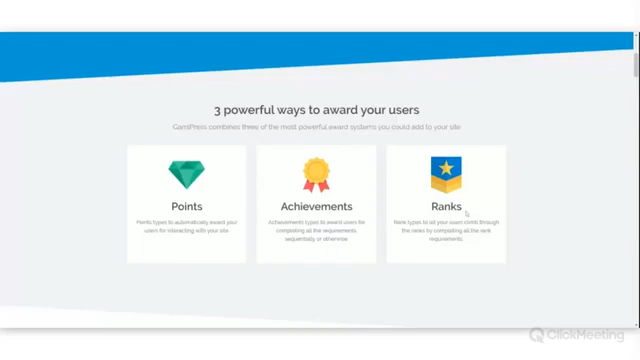 3 powerful ways to award your users
GamiPress combines three of the most powerful award systems you could add to your site
Points
Points types to automatically award your
users for interacting with your site
Achievements
Achievements types to award users for
completing all the requirements,
sequentially or otherwise
Ranks
Rank types to let your users climb through
the ranks by completing all the rank
requirements.
ClickMeeting